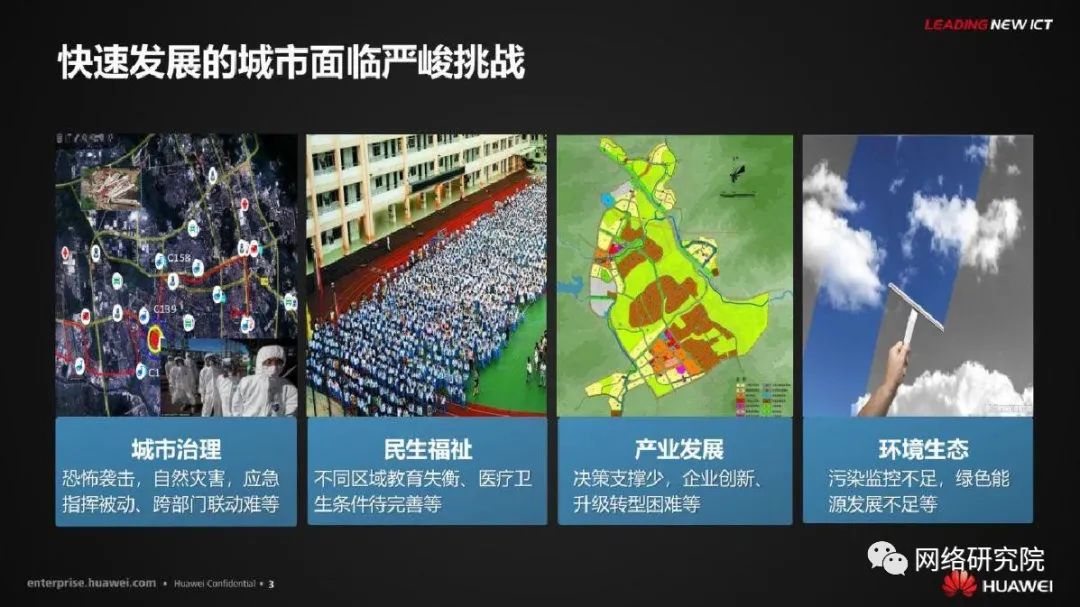 LEADING NEW ICT
快速发展的城市面临严峻挑战
C158
C139
C1
城市治理
恐怖袭击，自然灾害，应急
指挥被动、跨部门联动难等
民生福祉
不同区域教育失衡、医疗卫
生条件待完善等
产业发展
决策支撑少，企业创新、
升级转型困难等
环境生态
污染监控不足，绿色能
源发展不足等
enterprise.huawei.com • Huawei Confidential • 3
网络研究院
HUAWEI